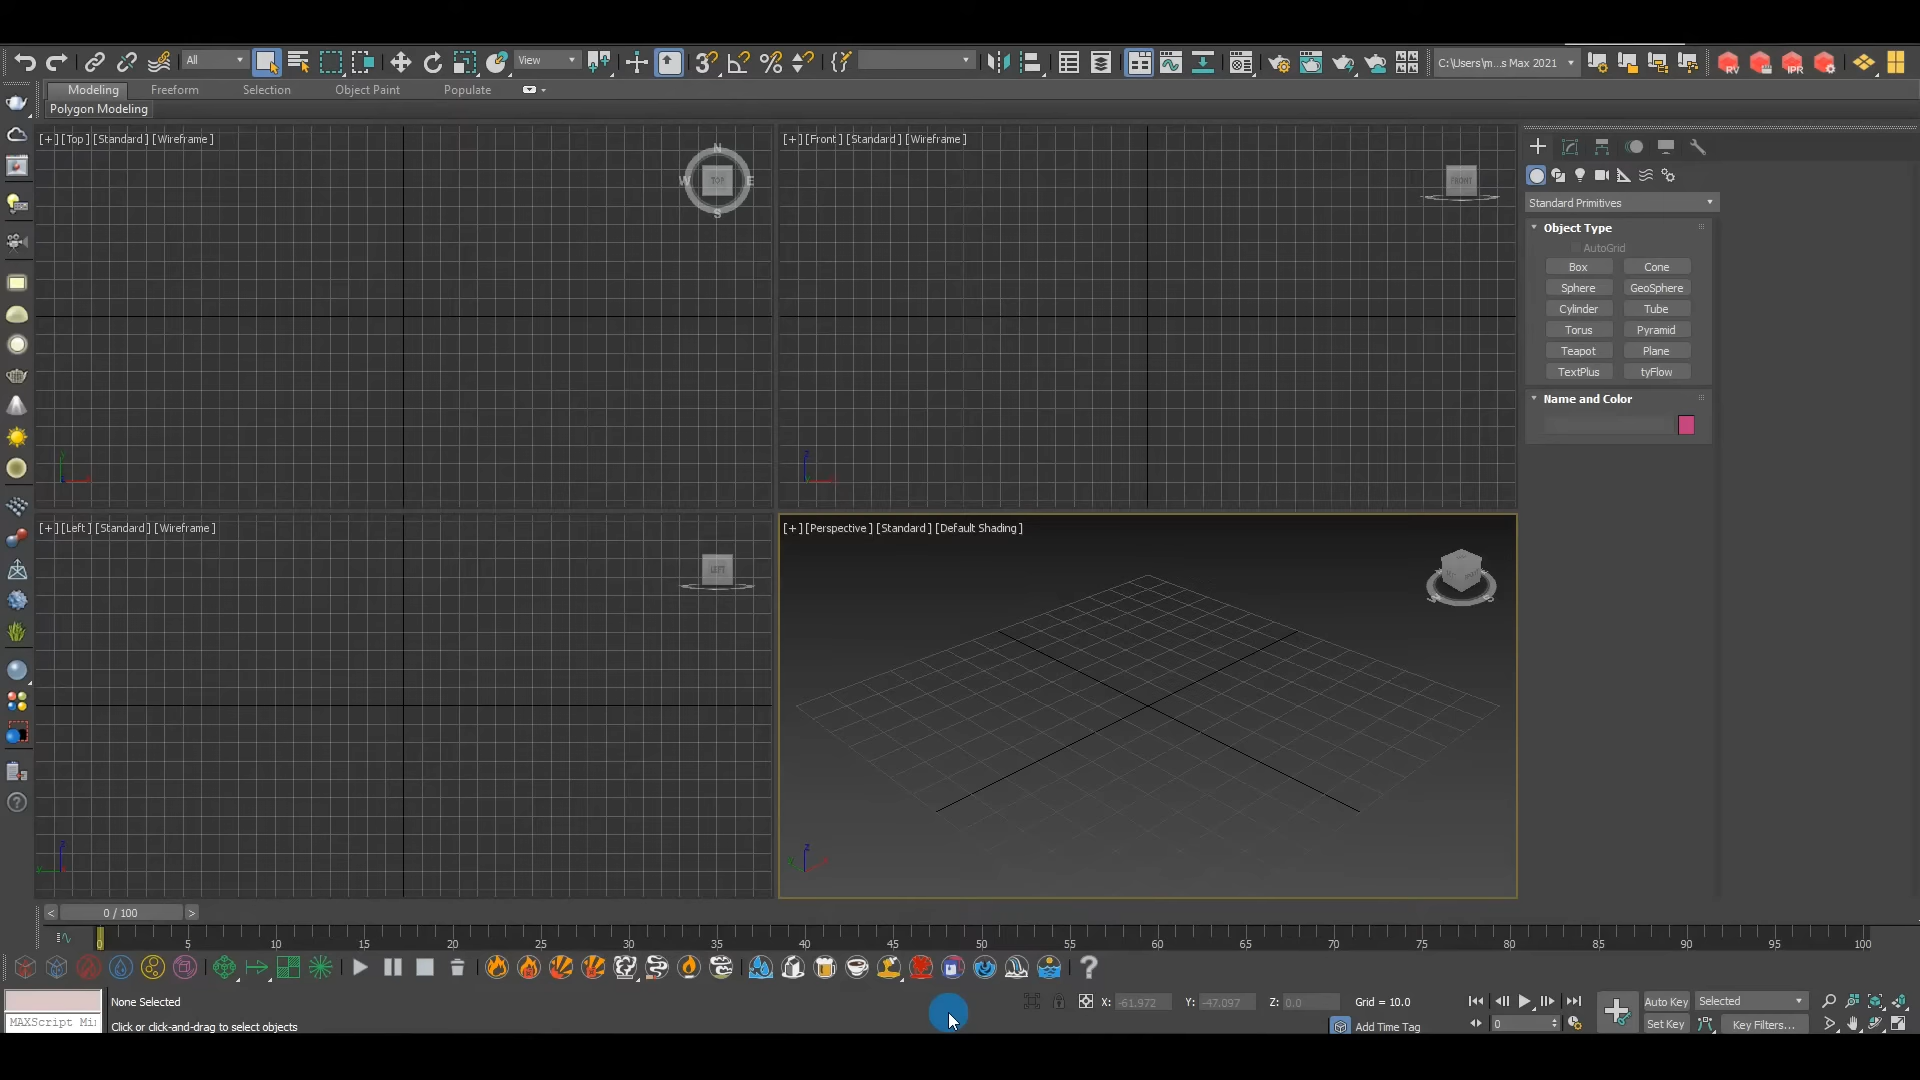 All
View
C:\Users\m...s Max 2021
RV
IPR
Modeling
Freeform
Selection
Object Paint
Populate
Polygon Modeling
[+] [Top] [Standard] [Wireframe]
N
W
TOP
E
S
[+] [Front] [Standard] [Wireframe]
FRONT
Standard Primitives
Object Type
AutoGrid
Box
Cone
Sphere
GeoSphere
Cylinder
Tube
Torus
Pyramid
Teapot
Plane
TextPlus
tyFlow
Name and Color
[+] [Left] [Standard] [Wireframe]
LEFT
[+] [Perspective] [Standard] [Default Shading]
< 0 / 100 >
0 5 10 15 20 25 30 35 40 45 50 55 60 65 70 75 80 85 90 95 100
None Selected
X: -61.972
Y: -47.097
Z: 0.0
Grid = 10.0
Auto Key
Selected
MAXScript Mi
Click or click-and-drag to select objects
Add Time Tag
0
Set Key
Key Filters...